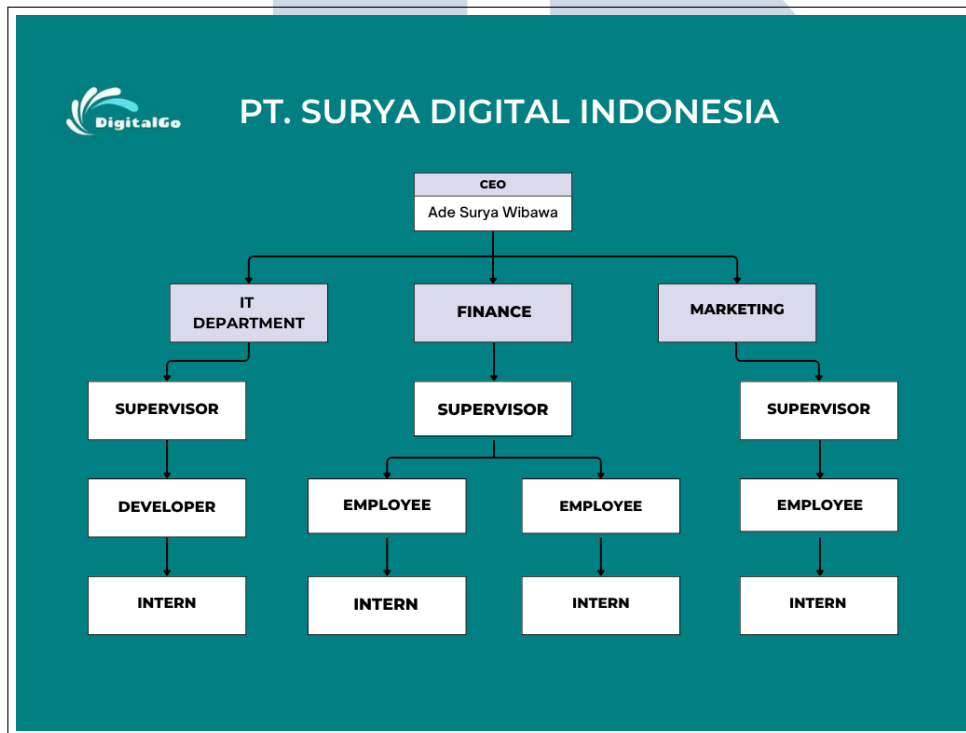 DigitalGo
PT. SURYA DIGITAL INDONESIA
CEO
Ade Surya Wibawa
IT
DEPARTMENT
FINANCE
MARKETING
SUPERVISOR
SUPERVISOR
SUPERVISOR
DEVELOPER
EMPLOYEE
EMPLOYEE
EMPLOYEE
INTERN
INTERN
INTERN
INTERN